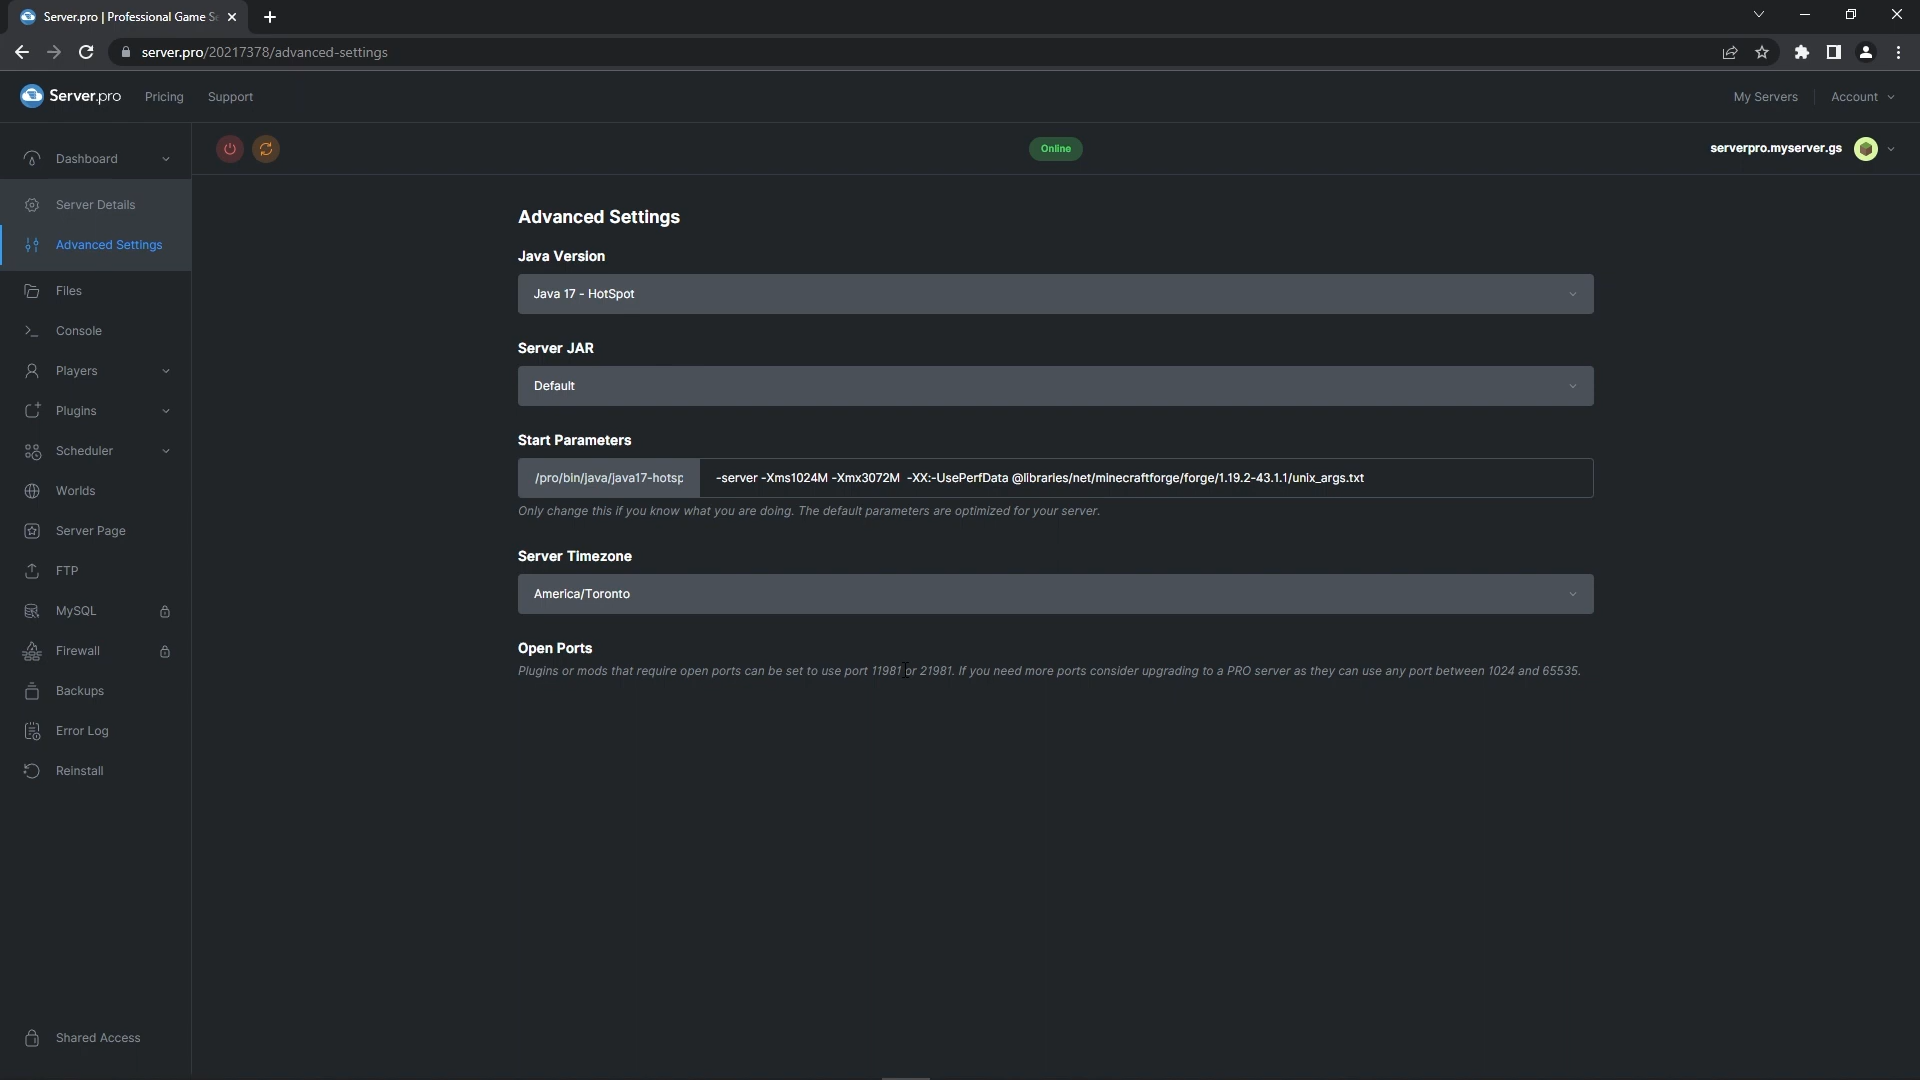 Server.pro | Professional Game S
server.pro/20217378/advanced-settings
Server.pro
Pricing
Support
My Servers
Account
Dashboard
Online
serverpro.myserver.gs
Server Details
Advanced Settings
Files
Console
Players
Plugins
Scheduler
Worlds
Server Page
FTP
MySQL
Firewall
Backups
Error Log
Reinstall
Shared Access
Advanced Settings
Java Version
Java 17 - HotSpot
Server JAR
Default
Start Parameters
/pro/bin/java/java17-hotsp
-server -Xms1024M -Xmx3072M -XX:-UsePerfData @libraries/net/minecraftforge/forge/1.19.2-43.1.1/unix_args.txt
Only change this if you know what you are doing. The default parameters are optimized for your server.
Server Timezone
America/Toronto
Open Ports
Plugins or mods that require open ports can be set to use port 11981 or 21981. If you need more ports consider upgrading to a PRO server as they can use any port between 1024 and 65535.